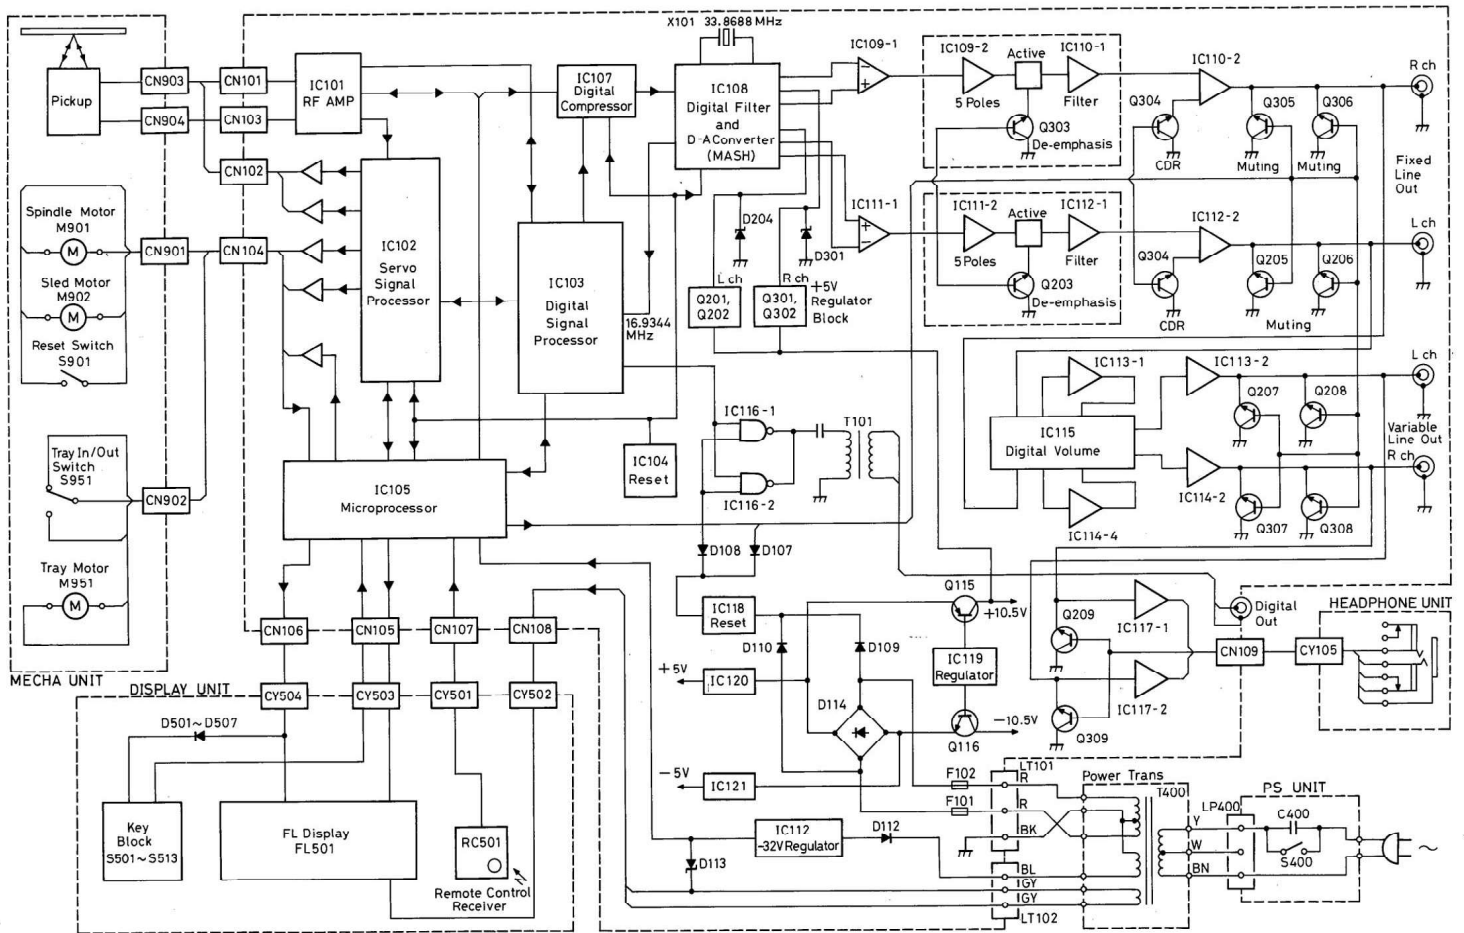 X101 33.8688 MHz
Pickup
CN903
CN904
CN101
CN103
CN102
IC101
RF AMP
IC107
Digital
Compressor
IC108
Digital Filter
and
D-A Converter
(MASH)
IC109-1
IC109-2
Active
IC110-1
5 Poles
Filter
Q303
De-emphasis
IC110-2
Q304
CDR
Q305
Q306
Muting
Muting
R ch
Fixed
Line
Out
Spindle Motor
M901
M
Sled Motor
M902
M
Reset Switch
S901
CN901
CN104
IC102
Servo
Signal
Processor
IC103
Digital
Signal
Processor
16.9344
MHz
D204
D301
L ch
Q201,
Q202
R ch
Q301,
Q302
+5V
Regulator
Block
IC111-1
IC111-2
Active
IC112-1
5 Poles
Filter
Q203
De-emphasis
IC112-2
Q304
CDR
Q205
Q206
Muting
L ch
Tray In/Out
Switch
S951
CN902
Tray Motor
M951
M
MECHA UNIT
IC105
Microprocessor
IC104
Reset
IC116-1
IC116-2
T101
IC113-1
IC115
Digital Volume
IC114-4
IC113-2
IC114-2
Q207
Q208
Q307
Q308
L ch
Variable
Line Out
R ch
D108
D107
IC118
Reset
D110
D109
Q115
+10.5V
IC119
Regulator
-10.5V
Q116
+5V
IC120
D114
-5V
IC121
Q209
IC117-1
IC117-2
Q309
Digital
Out
CN109
CY105
HEADPHONE UNIT
CN106
CN105
CN107
CN108
DISPLAY UNIT
CY504
CY503
CY501
CY502
D501~D507
Key
Block
S501~S513
FL Display
FL501
RC501
Remote Control
Receiver
D113
IC112
-32V Regulator
D112
F102
F101
LT101
R
R
BK
BL
GY
GY
LT102
Power Trans
T400
Y
W
BN
LP400
PS UNIT
C400
S400
~